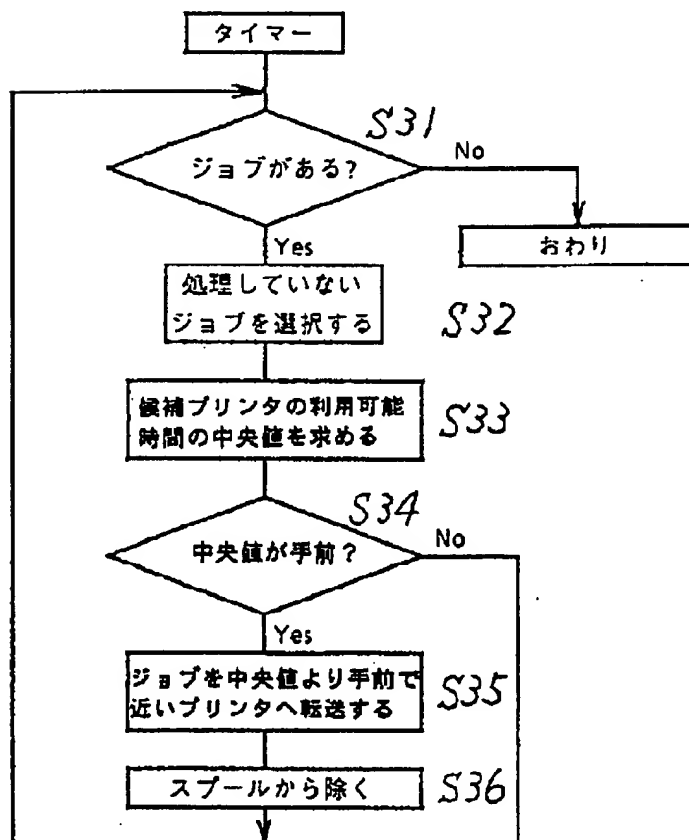 タイマー
S31
ジョブがある?
No
Yes
おわり
処理していない
ジョブを選択する
S32
候補プリンタの利用可能
時間の中央値を求める
S33
S34
中央値が手前?
No
Yes
ジョブを中央値より手前で
近いプリンタへ転送する
S35
スプールから除く
S36